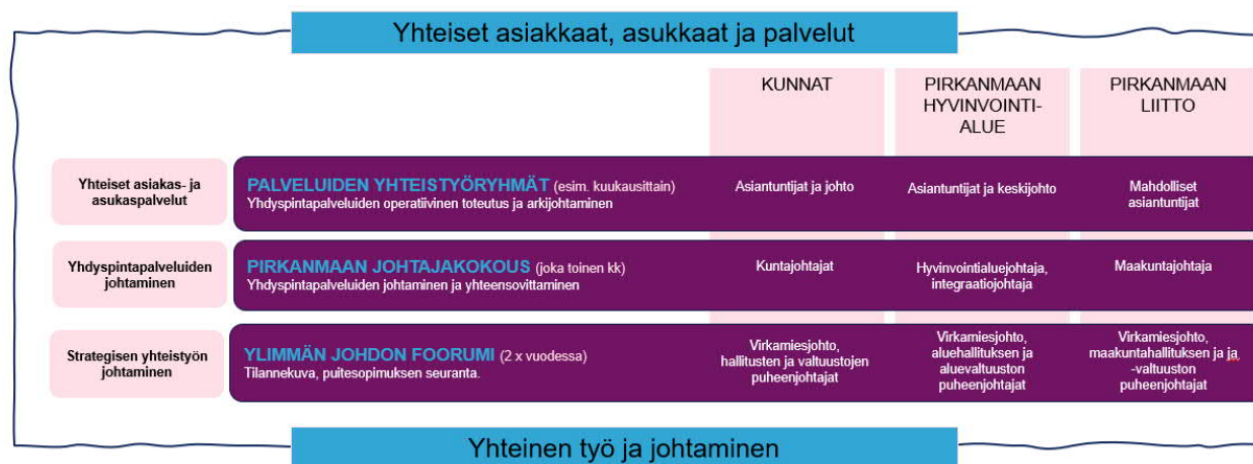 Yhteiset asiakkaat, asukkaat ja palvelut
KUNNAT
PIRKANMAAN
HYVINVOINTI-
ALUE
PIRKANMAAN
LIITTO
Yhteiset asiakas- ja
asukaspalvelut
PALVELUIDEN YHTEISTYÖRYHMÄT (esim. kuukausittain)
Yhdyspintapalveluiden operatiivinen toteutus ja arkijohtaminen
Asiantuntijat ja johto
Asiantuntijat ja keskijohto
Mahdolliset
asiantuntijat
Yhdyspintapalveluiden
johtaminen
PIRKANMAAN JOHTAJAKOKOUS (joka toinen kk)
Yhdyspintapalveluiden johtaminen ja yhteensovittaminen
Kuntajohtajat
Hyvinvointialuejohtaja,
integraatiojohtaja
Maakuntajohtaja
Strategisen yhteistyön
johtaminen
YLIMMÄN JOHDON FOORUMI (2 x vuodessa)
Tilannekuva, puitesopimuksen seuranta.
Virkamiesjohto,
hallitusten ja valtuustojen
puheenjohtajat
Virkamiesjohto,
aluehallituksen ja
aluevaltuuston
puheenjohtajat
Virkamiesjohto,
maakuntahallituksen ja ja
-valtuuston
puheenjohtajat
Yhteinen työ ja johtaminen